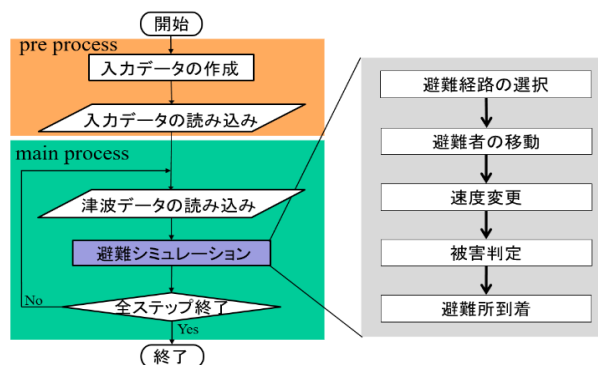 開始
pre process
入力データの作成
入力データの読み込み
main process
津波データの読み込み
避難シミュレーション
No
全ステップ終了
Yes
終了
避難経路の選択
避難者の移動
速度変更
被害判定
避難所到着